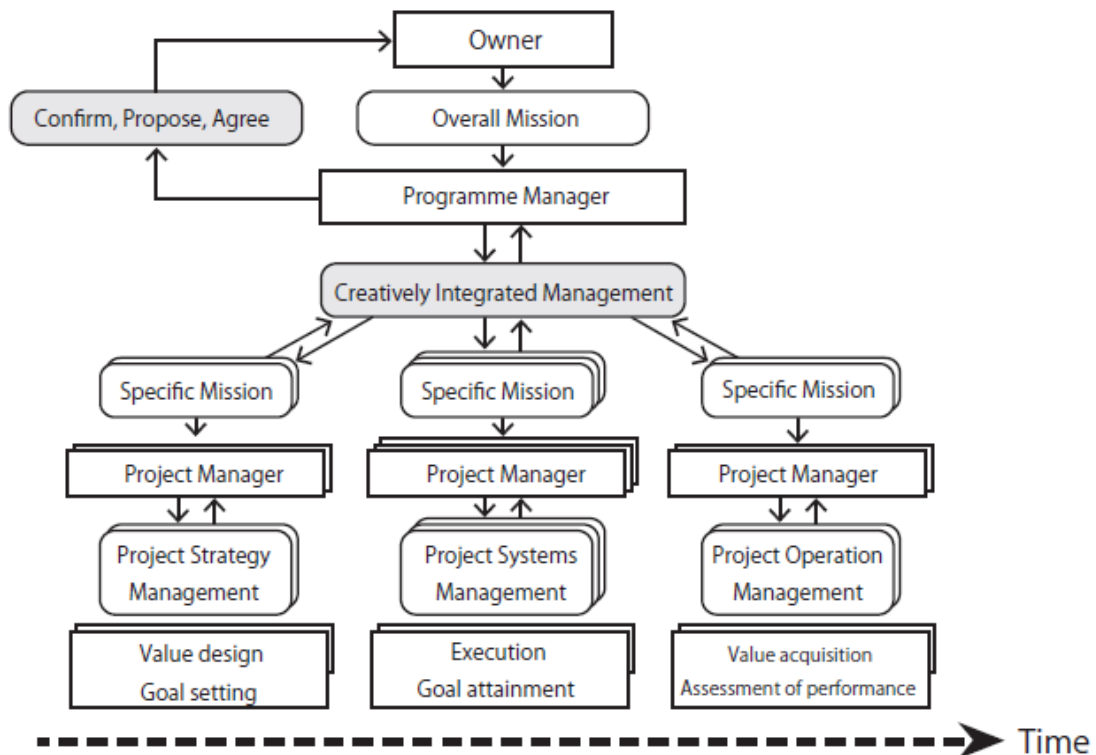 Owner
Confirm, Propose, Agree
Overall Mission
Programme Manager
Creatively Integrated Management
Specific Mission
Specific Mission
Specific Mission
Project Manager
Project Manager
Project Manager
Project Strategy
Management
Project Systems
Management
Project Operation
Management
Value design
Goal setting
Execution
Goal attainment
Value acquisition
Assessment of performance
Time